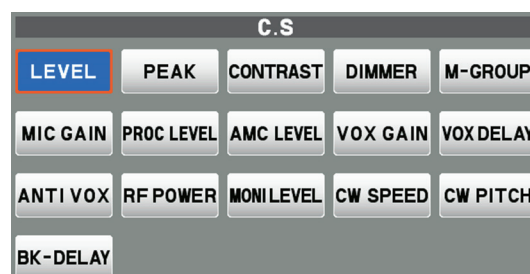 C.S
LEVEL PEAK CONTRAST DIMMER M-GROUP
MIC GAIN PROC LEVEL AMC LEVEL VOX GAIN VOX DELAY
ANTI VOX RF POWER MONI LEVEL CW SPEED CW PITCH
BK-DELAY